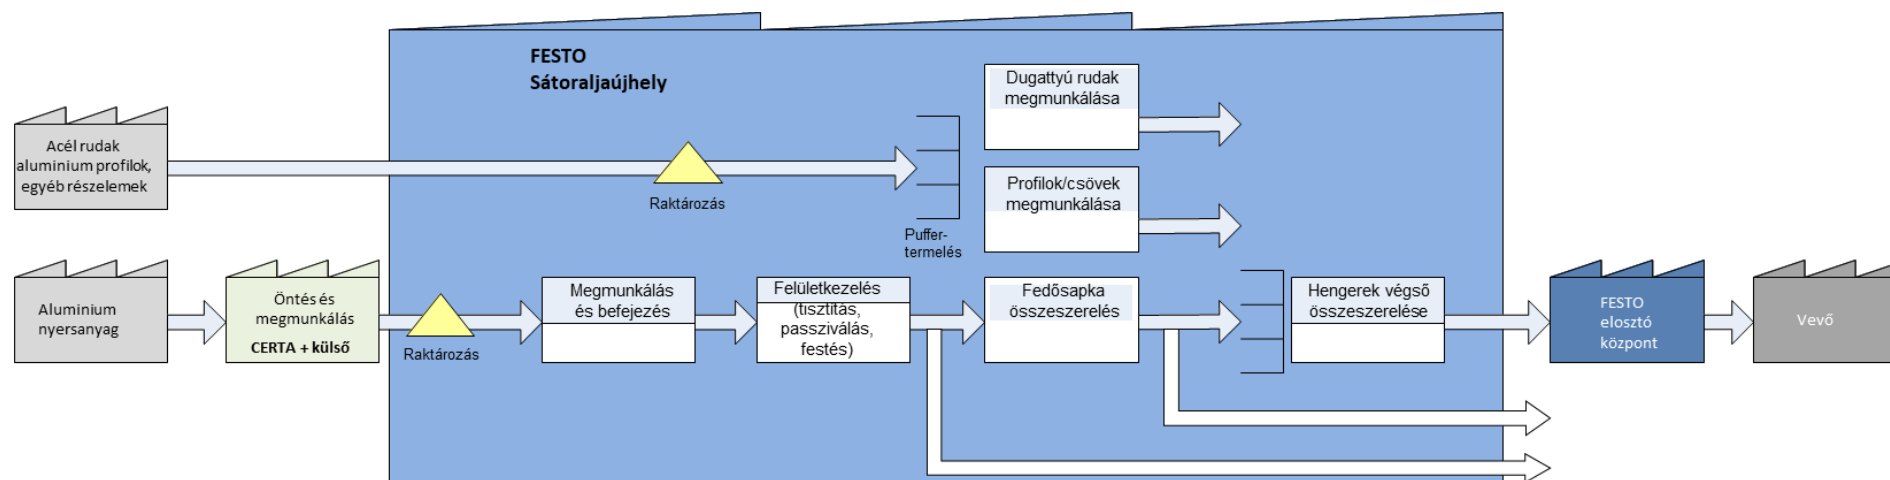 FESTO
Sátoraljaújhely
Dugattyú rudak
megmunkálása
Acél rudak
aluminium profilok,
egyéb részelemek
Raktározás
Profilok/csövek
megmunkálása
Puffer-
termelés
Aluminium
nyersanyag
Öntés és
megmunkálás
CERTA + külső
Raktározás
Megmunkálás
és befejezés
Felületkezelés
(tisztítás,
passziválás,
festés)
Fedősapka
összeszerelés
Hengerek végső
összeszerelése
FESTO
elosztó
központ
Vevő